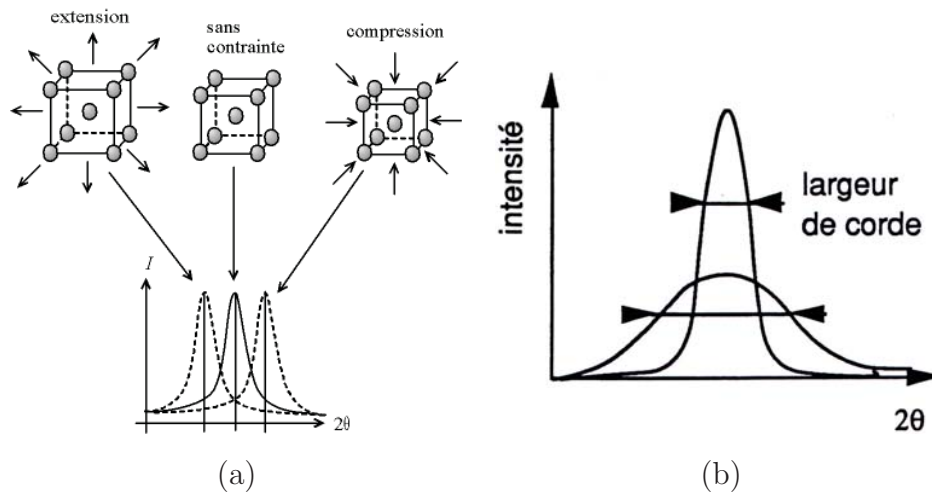 extension
sans
contrainte
compression
I
2θ
(a)
intensité
largeur
de corde
2θ
(b)